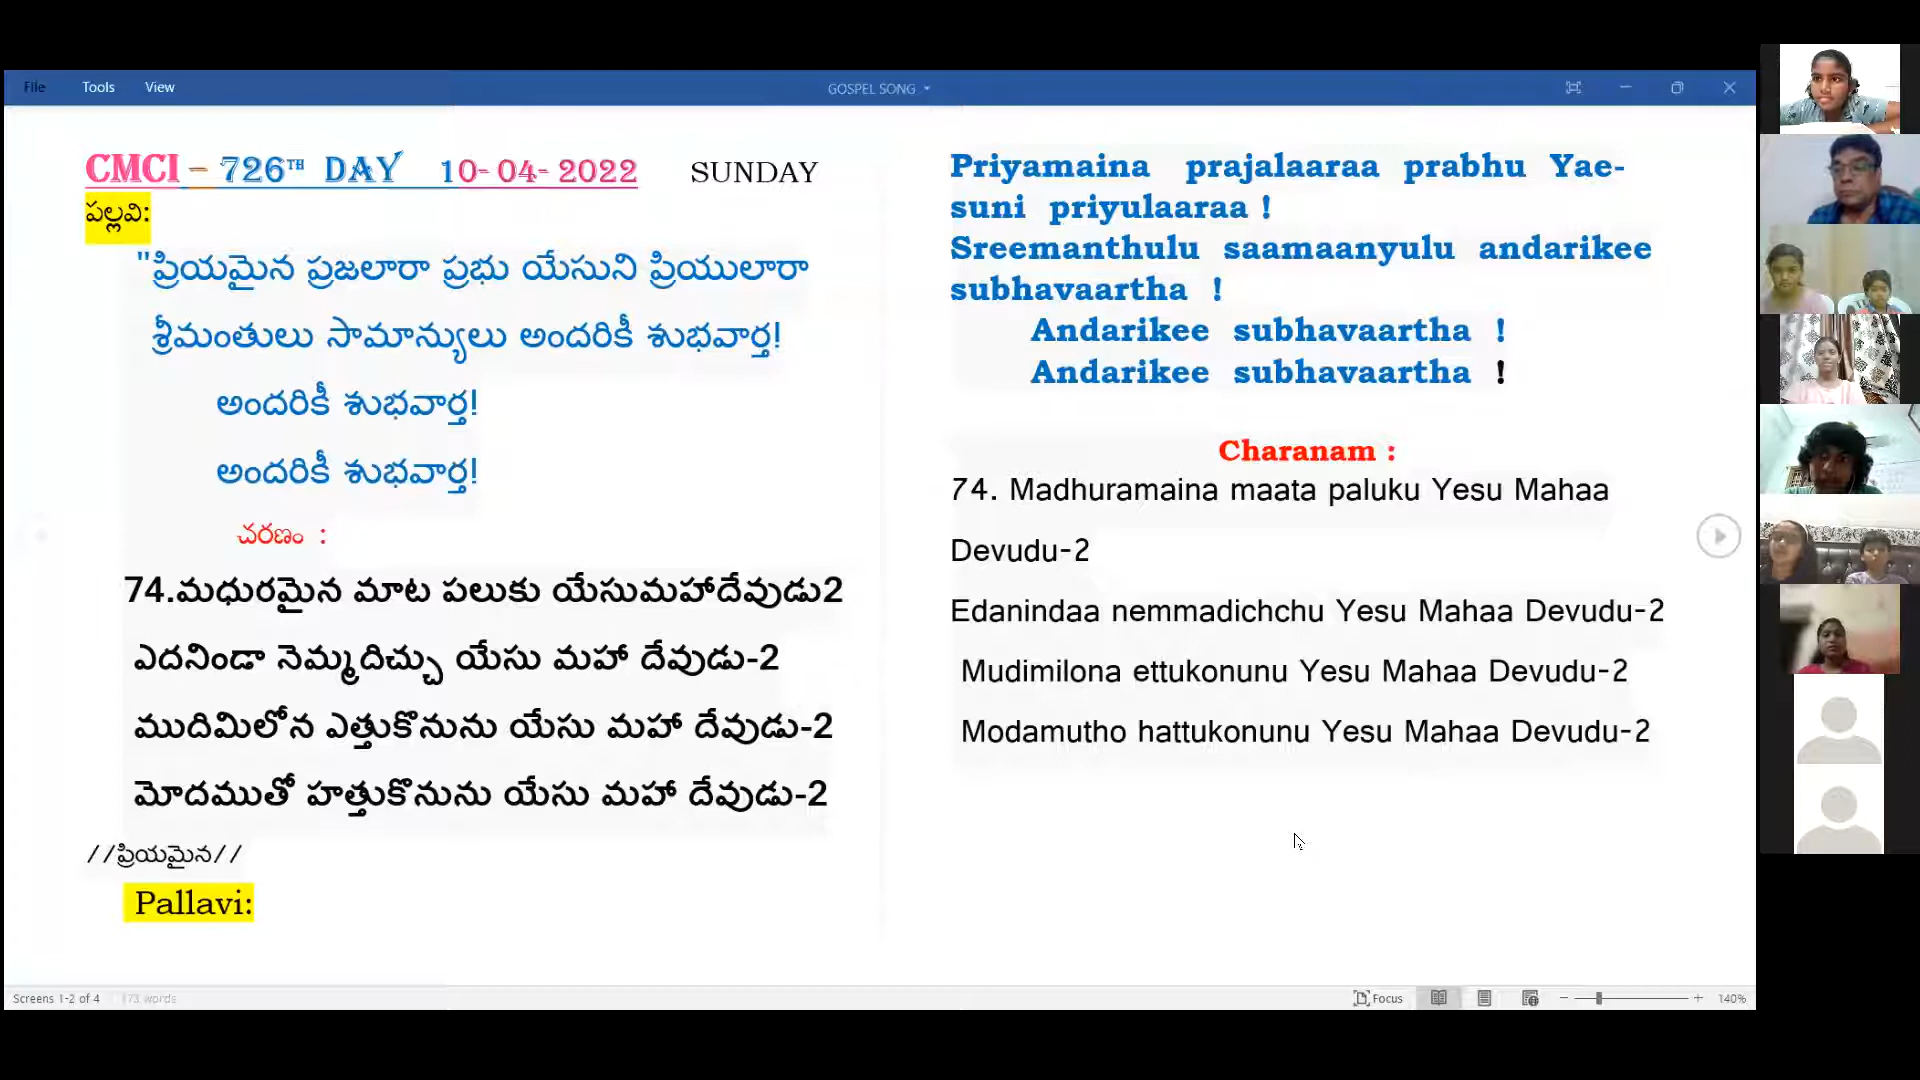 File Tools View GOSPEL SONG
CMCI – 726TH DAY 10-04-2022 SUNDAY
పల్లవి:
"ప్రియమైన ప్రజలారా ప్రభు యేసుని ప్రియులారా
శ్రీమంతులు సామాన్యులు అందరికీ శుభవార్త!
అందరికీ శుభవార్త!
అందరికీ శుభవార్త!
చరణం :
74.మధురమైన మాట పలుకు యేసుమహాదేవుడు2
ఎదనిండా నెమ్మదిచ్చు యేసు మహా దేవుడు-2
ముదిమిలోన ఎత్తుకొనును యేసు మహా దేవుడు-2
మోదముతో హత్తుకొనును యేసు మహా దేవుడు-2
//ప్రియమైన//
Pallavi:
Priyamaina prajalaaraa prabhu Yae-
suni priyulaaraa !
Sreemanthulu saamaanyulu andarikee
subhavaartha !
Andarikee subhavaartha !
Andarikee subhavaartha !
Charanam :
74. Madhuramaina maata paluku Yesu Mahaa
Devudu-2
Edanindaa nemmadichchu Yesu Mahaa Devudu-2
Mudimilona ettukonunu Yesu Mahaa Devudu-2
Modamutho hattukonunu Yesu Mahaa Devudu-2
Screens 1-2 of 4 173 words Focus 140%